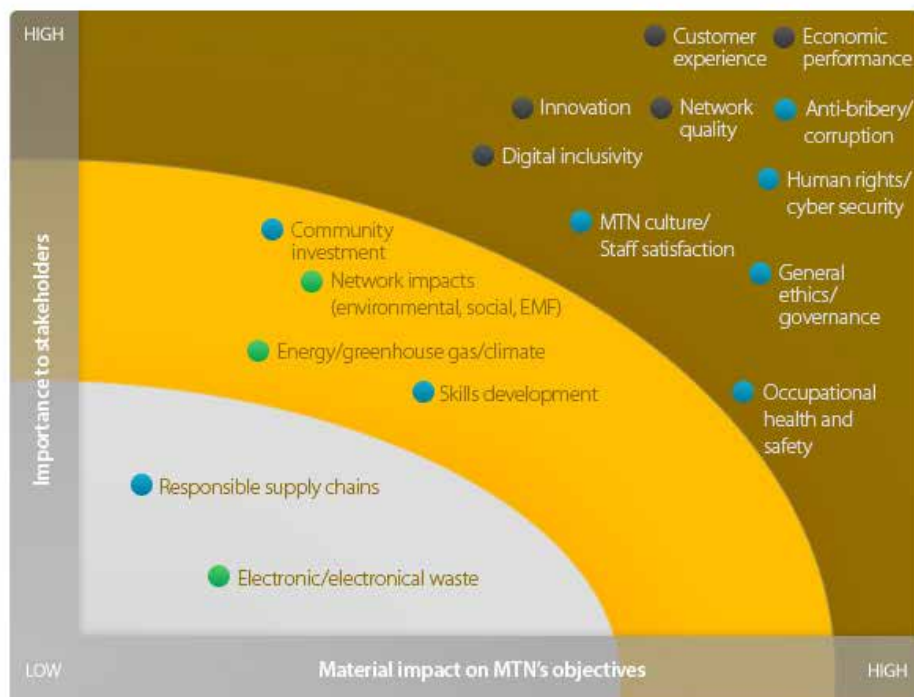 HIGH
Customer
experience
Economic
performance
Innovation
Network
quality
Anti-bribery/
corruption
Digital inclusivity
Human rights/
cyber security
MTN culture/
Staff satisfaction
Community
investment
General
ethics/
governance
Network impacts
(environmental, social, EMF)
Energy/greenhouse gas/climate
Skills development
Occupational
health and
safety
Importance to stakeholders
Responsible supply chains
Electronic/electronical waste
LOW
Material impact on MTN's objectives
HIGH